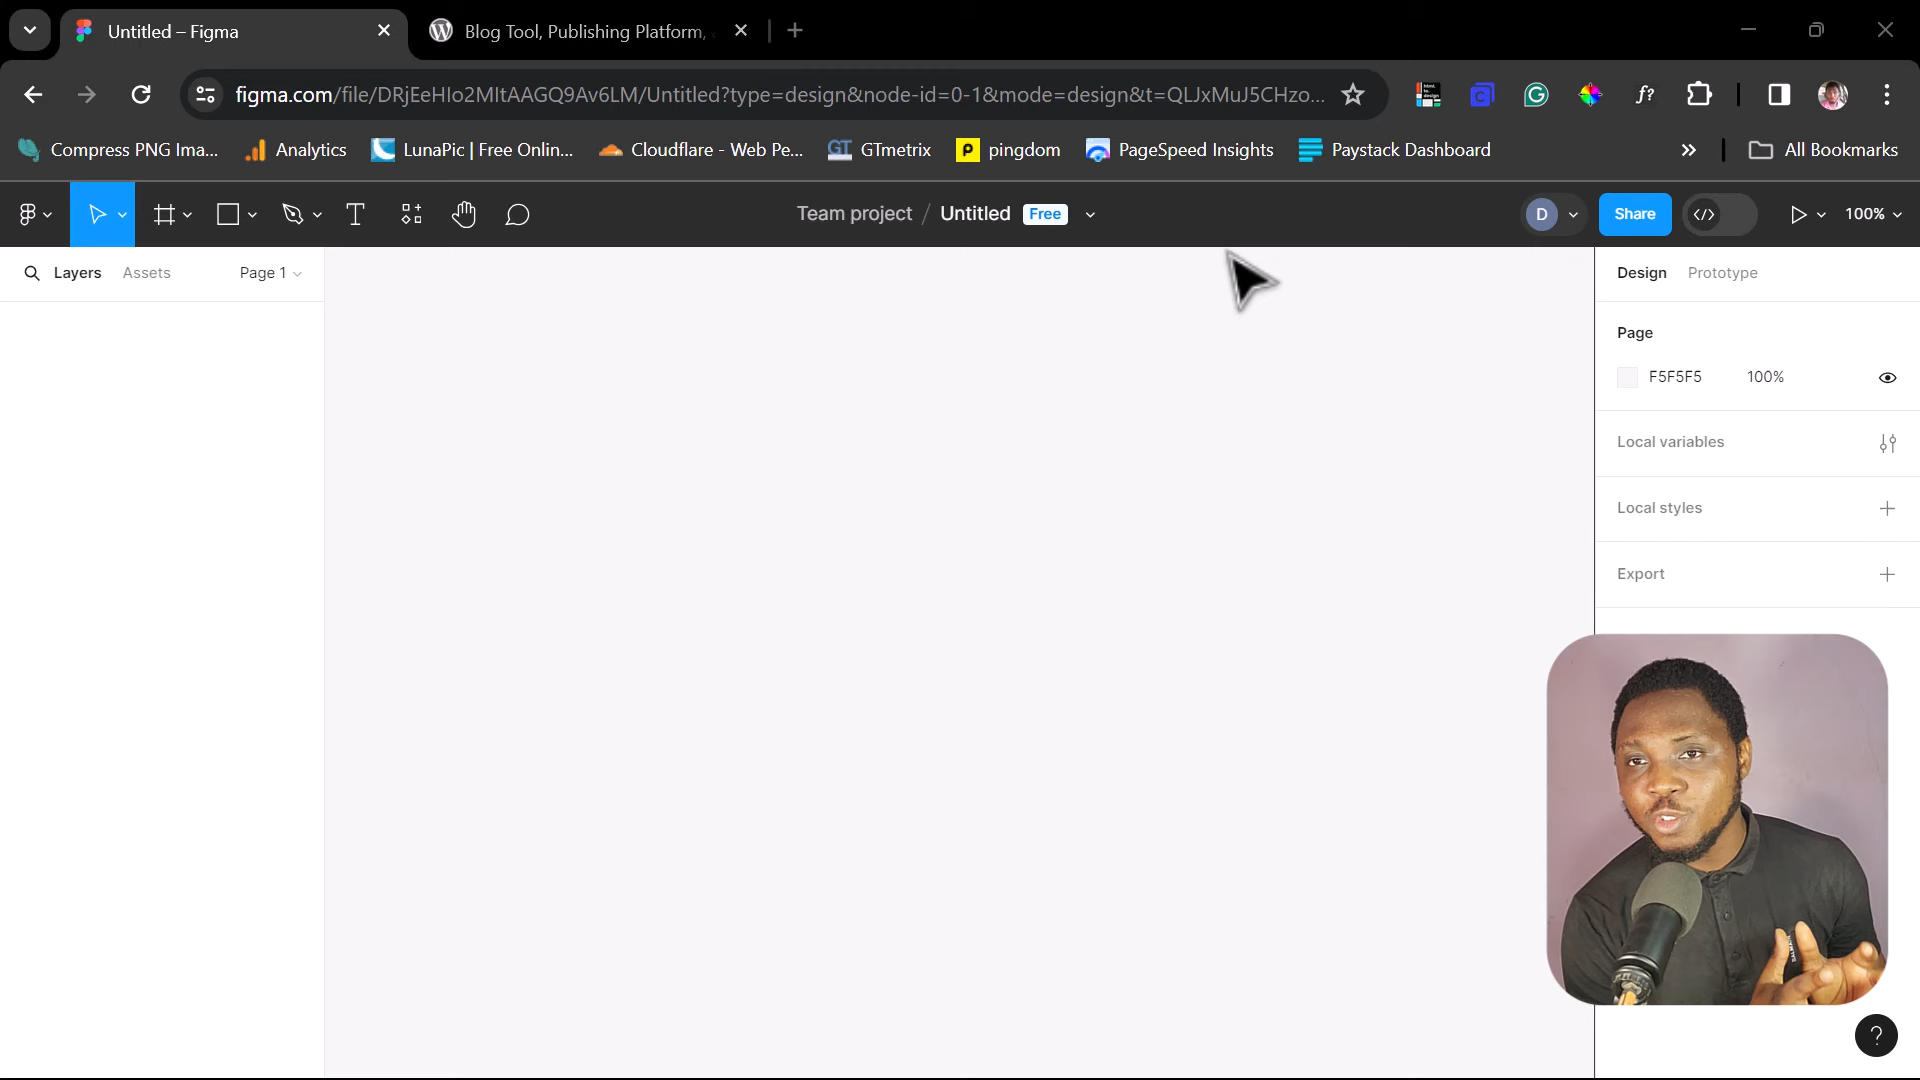 Untitled – Figma
Blog Tool, Publishing Platform,
figma.com/file/DRjEeHIo2MItAAGQ9Av6LM/Untitled?type=design&node-id=0-1&mode=design&t=QLJxMuJ5CHzo...
f?
Compress PNG Ima...
Analytics
LunaPic | Free Onlin...
Cloudflare - Web Pe...
GT GTmetrix
p pingdom
PageSpeed Insights
Paystack Dashboard
All Bookmarks
Team project / Untitled Free
D
Share
100%
Layers
Assets
Page 1
Design
Prototype
Page
F5F5F5 100%
Local variables
Local styles
Export
?